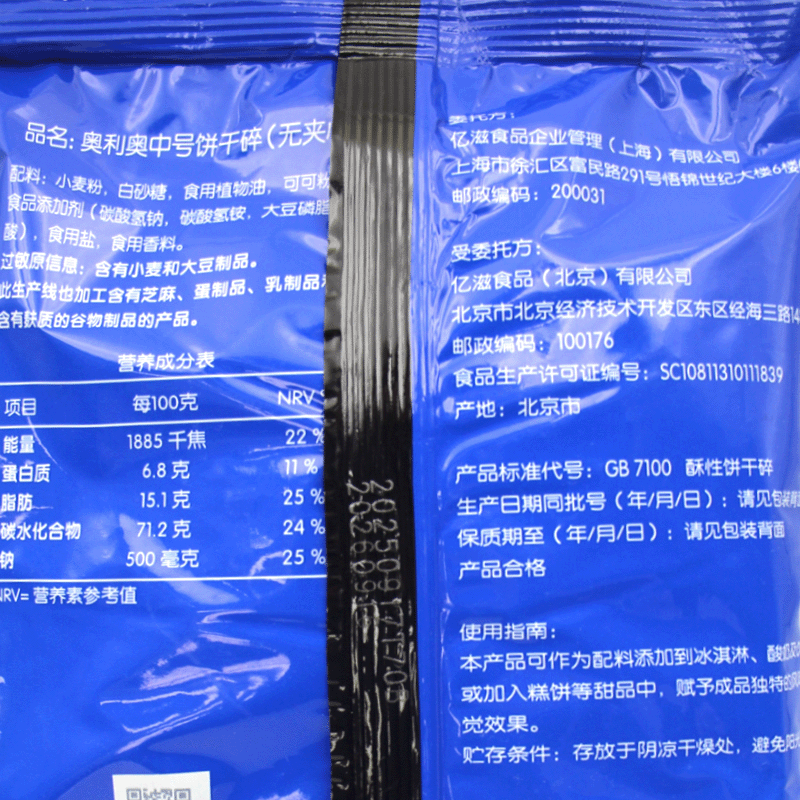 品名: 奥利奥中号饼干碎(无夹
配料: 小麦粉, 白砂糖, 食用植物油, 可可粉
食品添加剂 (碳酸氢钠, 碳酸氢铵, 大豆磷脂
酸), 食用盐, 食用香料。
过敏原信息: 含有小麦和大豆制品。
此生产线也加工含有芝麻、蛋制品、乳制品
含有麸质的谷物制品的产品。
营养成分表
项目 每100克 NRV
能量 1885 千焦 22 %
蛋白质 6.8 克 11 %
脂肪 15.1 克 25 %
碳水化合物 71.2 克 24 %
钠 500 毫克 25 %
NRV= 营养素参考值
20250917 17:03
委托方:
亿滋食品企业管理 (上海) 有限公司
上海市徐汇区富民路291号悟锦世纪大楼6楼
邮政编码: 200031
受委托方:
亿滋食品 (北京) 有限公司
北京市北京经济技术开发区东区经海三路14
邮政编码: 100176
食品生产许可证编号: SC10811310111839
产地: 北京市
产品标准代号: GB 7100 酥性饼干碎
生产日期同批号 (年/月/日) : 请见包装背面
保质期至 (年/月/日) : 请见包装背面
产品合格
使用指南:
本产品可作为配料添加到冰淇淋、酸奶
或加入糕饼等甜品中, 赋予成品独特的
觉效果。
贮存条件: 存放于阴凉干燥处, 避免阳